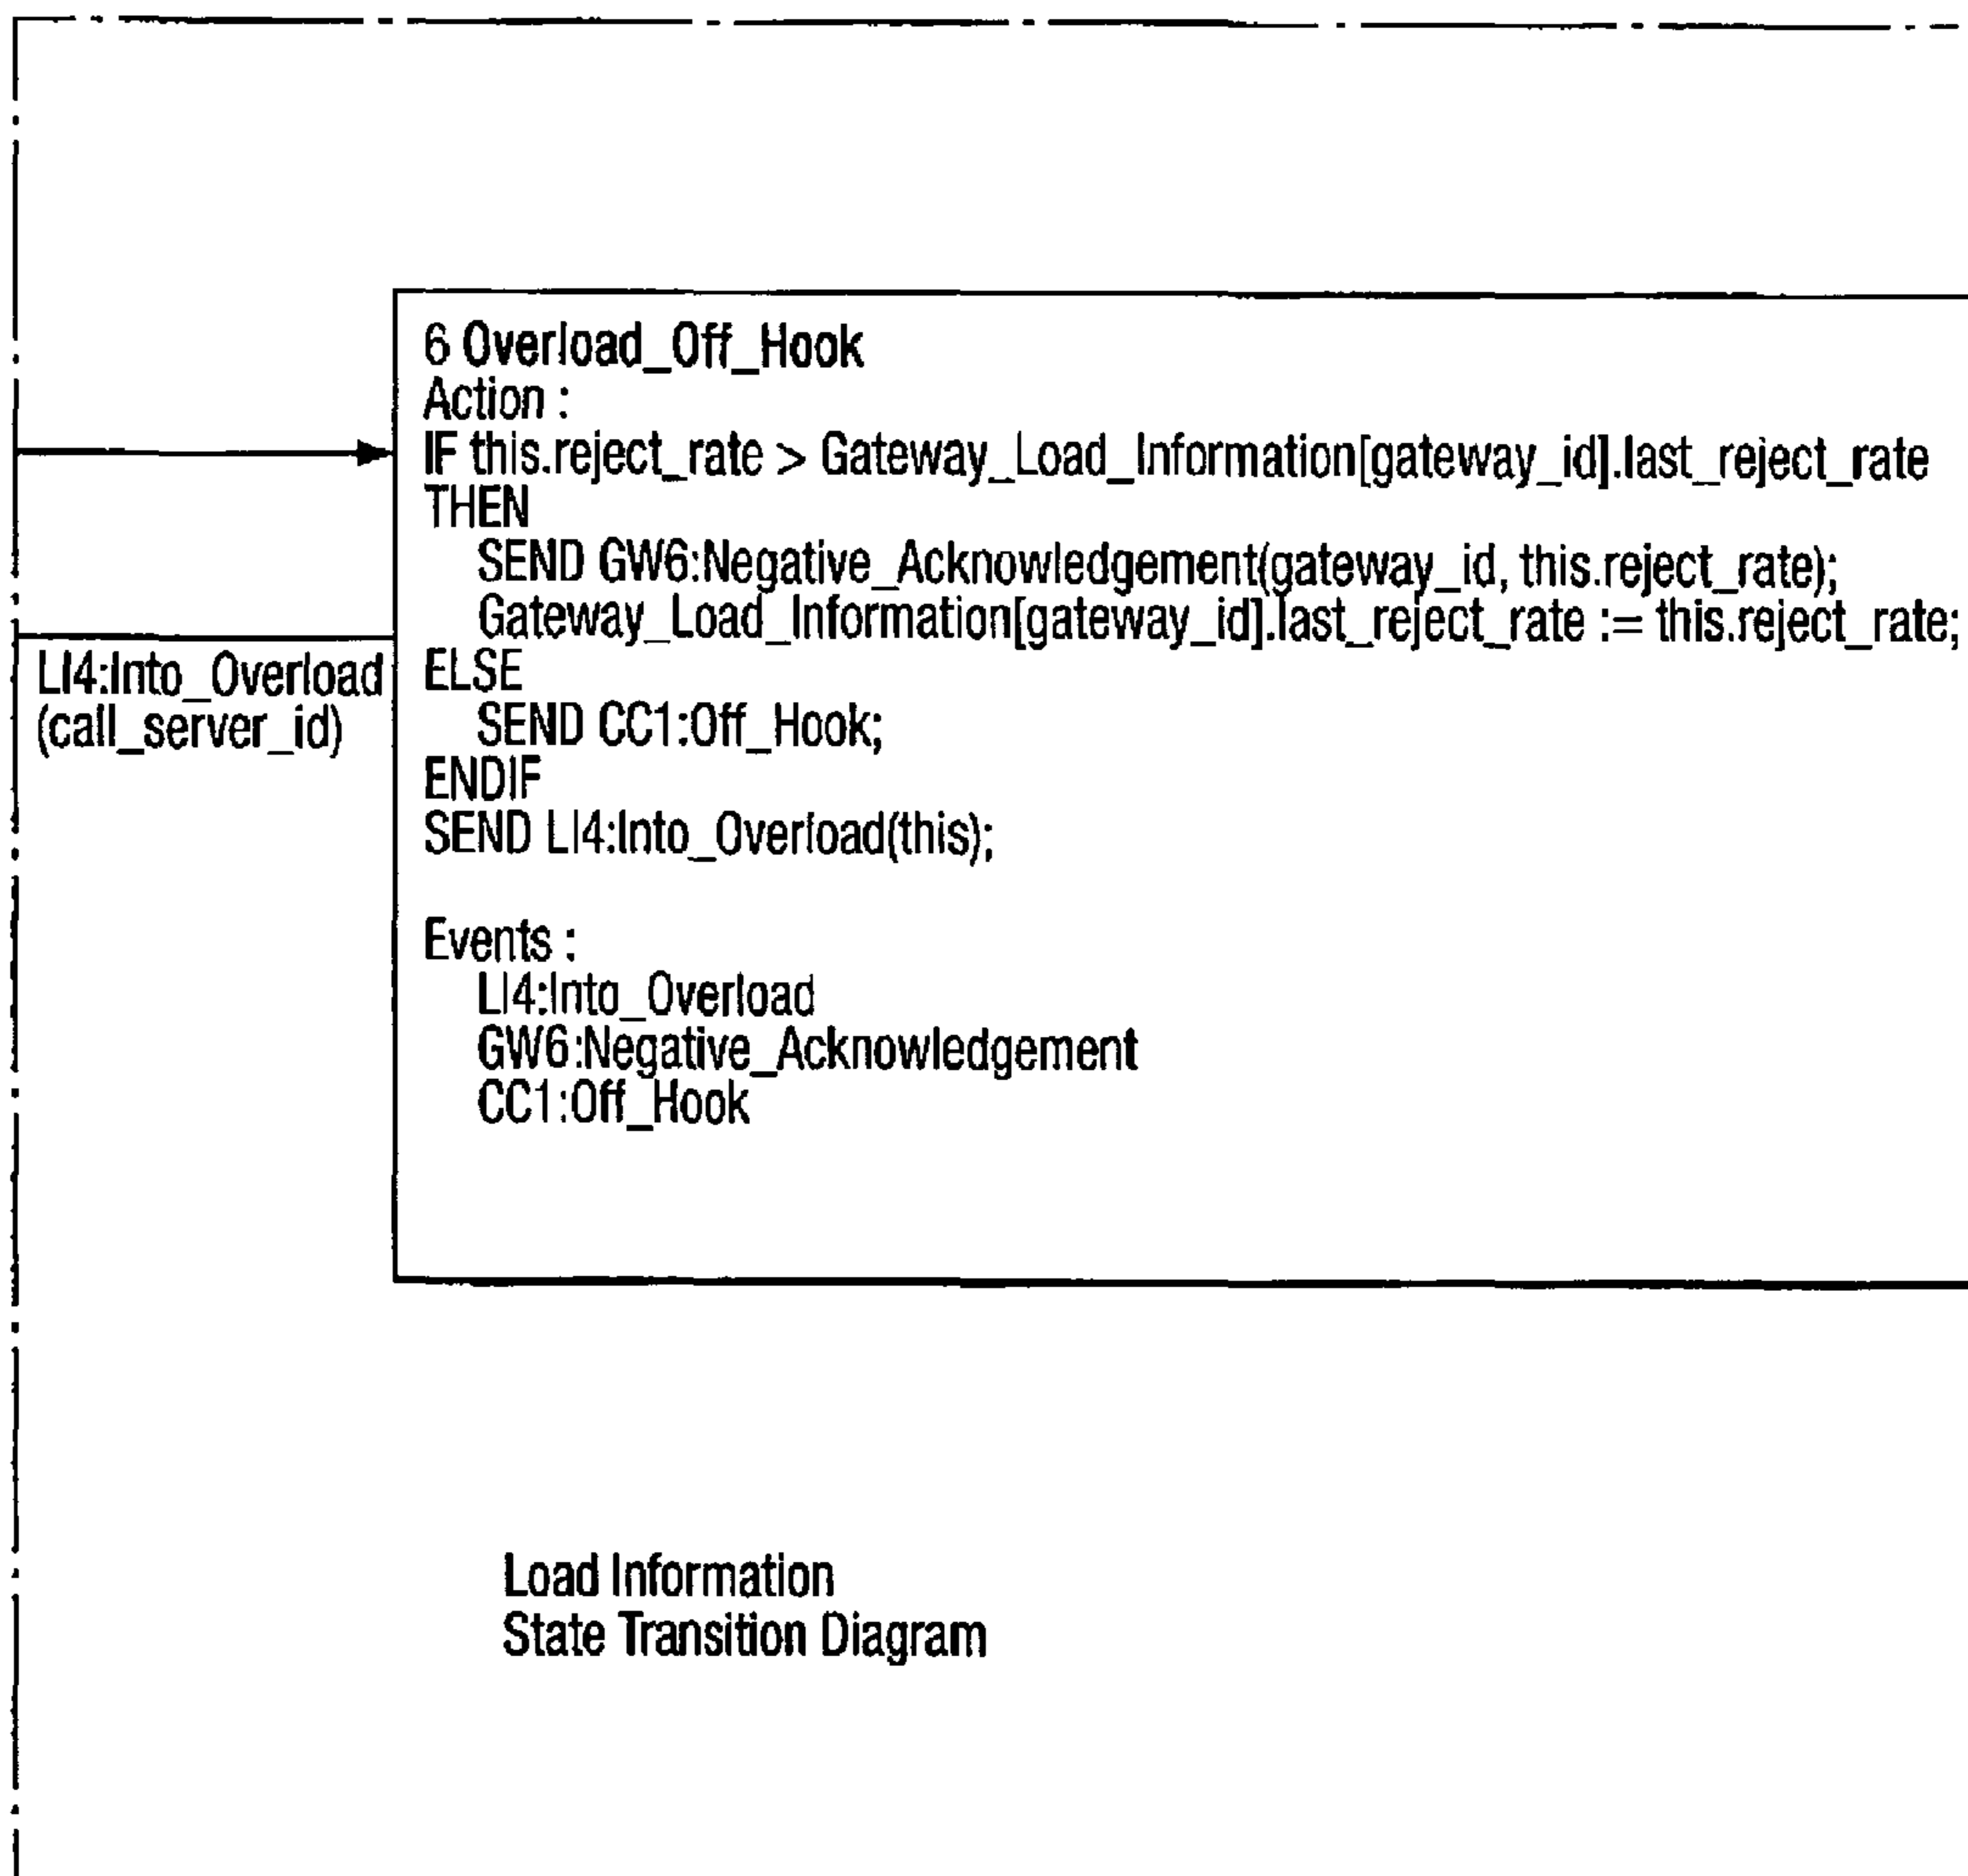 6 Overload_Off_Hook
Action :
IF this.reject_rate > Gateway_Load_Information[gateway_id].last_reject_rate
THEN
SEND GW6:Negative_Acknowledgement(gateway_id, this.reject_rate);
Gateway_Load_Information[gateway_id].last_reject_rate := this.reject_rate;
ELSE
SEND CC1:Off_Hook;
ENDIF
SEND LI4:Into_Overload(this);
Events :
LI4:Into_Overload
GW6:Negative_Acknowledgement
CC1:Off_Hook
LI4:Into_Overload
(call_server_id)
Load Information
State Transition Diagram